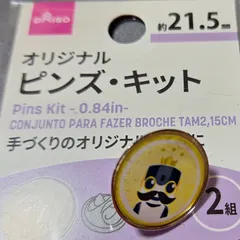 DAISO
約21.5mm
オリジナル
ピンズ・キット
Pins Kit - 0.84in-
CONJUNTO PARA FAZER BROCHE TAM2,15CM
手づくりのオリジナル
に
2組